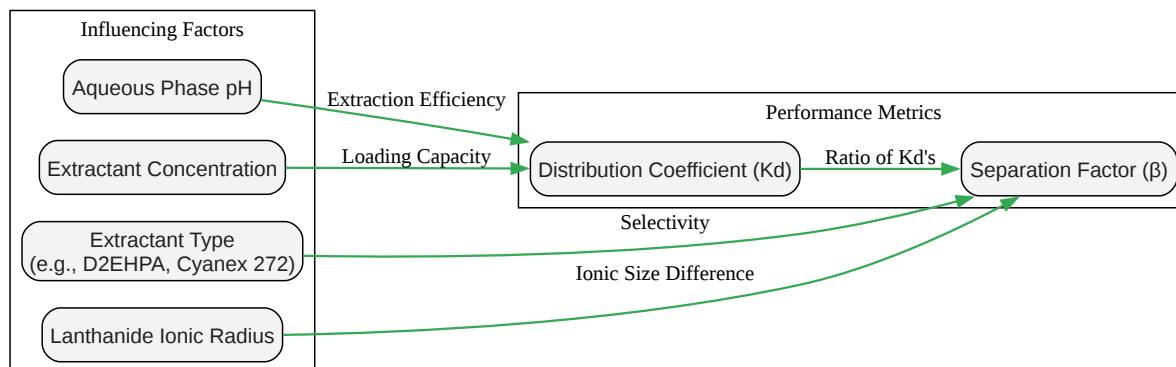 Influencing Factors
Aqueous Phase pH
Extraction Efficiency
Performance Metrics
Extractant Concentration
Loading Capacity
Distribution Coefficient (Kd)
Ratio of Kd's
Separation Factor (β)
Extractant Type
(e.g., D2EHPA, Cyanex 272)
Selectivity
Ionic Size Difference
Lanthanide Ionic Radius